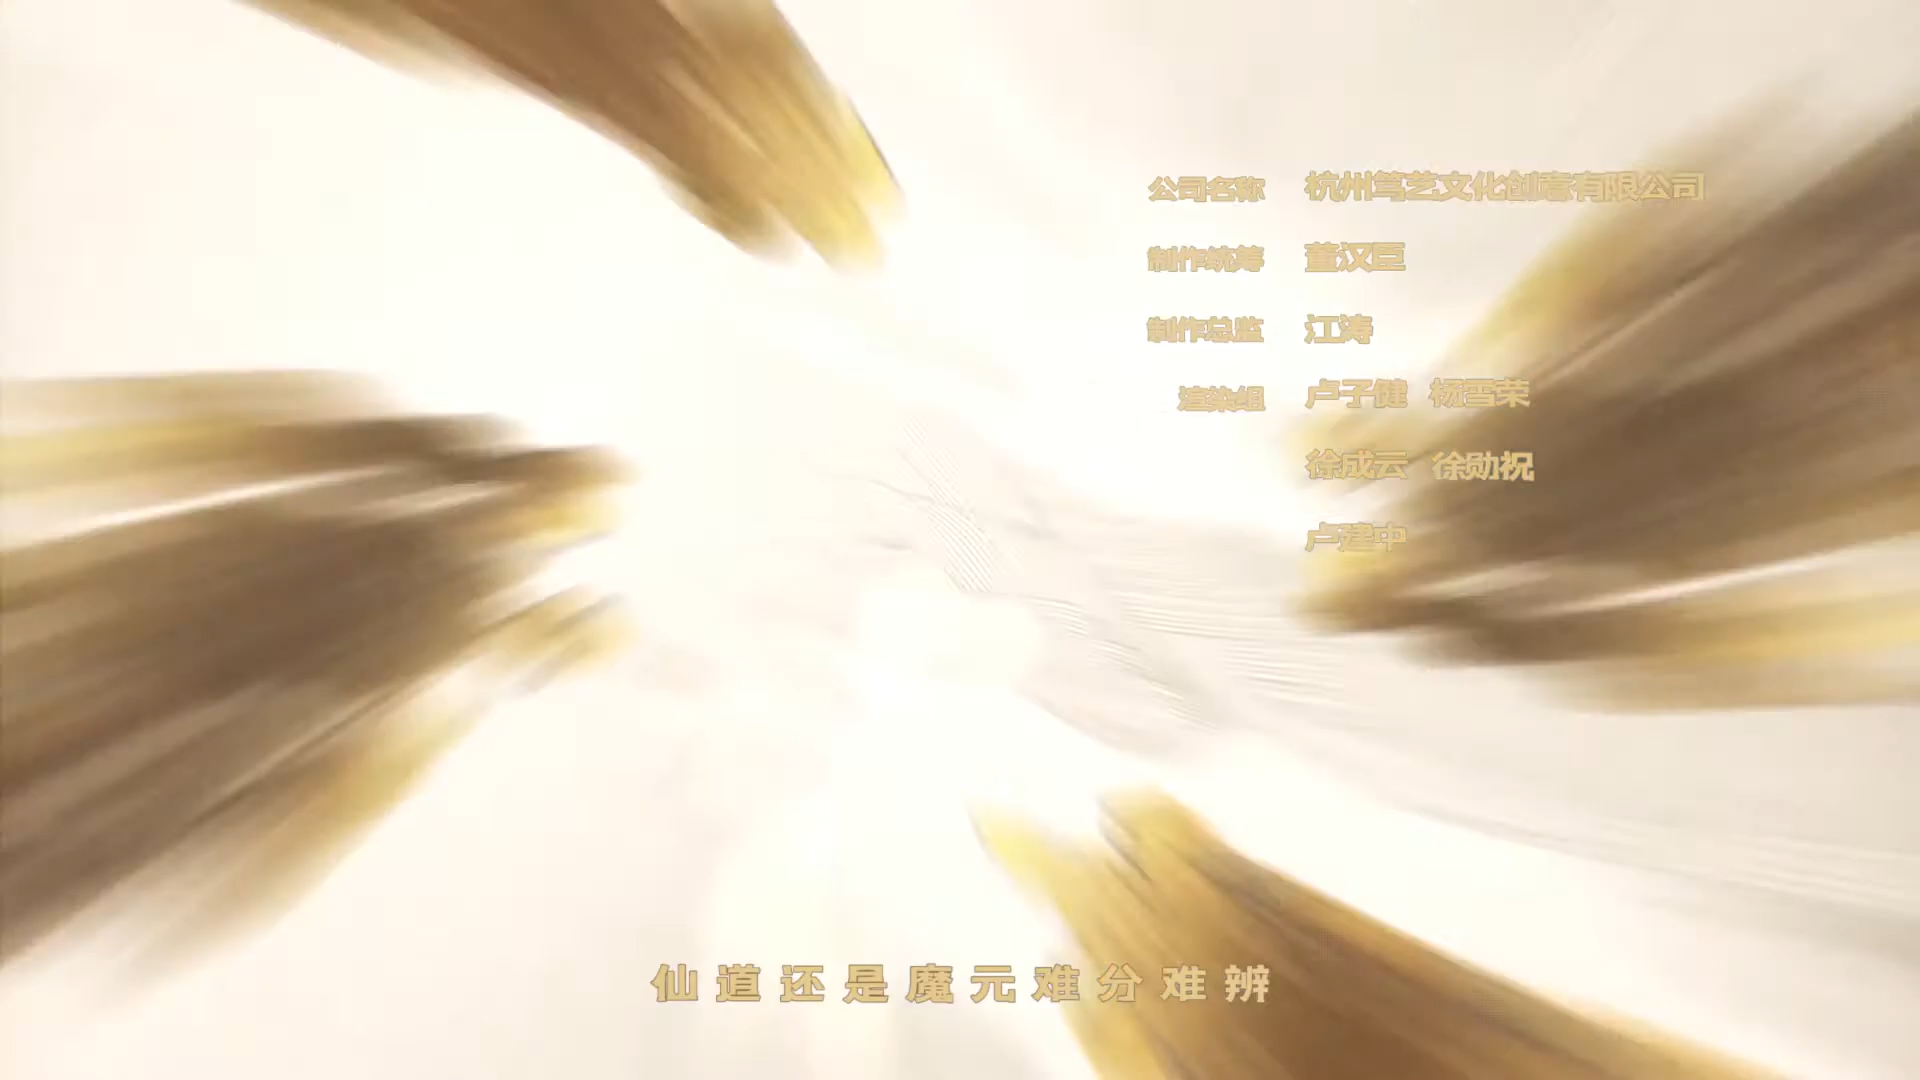 公司名称 杭州笃艺文化创意有限公司
制作统筹 董汉臣
制作总监 江涛
渲染组 卢子健 杨雪荣
徐成云 徐勋祝
卢建中
仙道还是魔元难分难辨